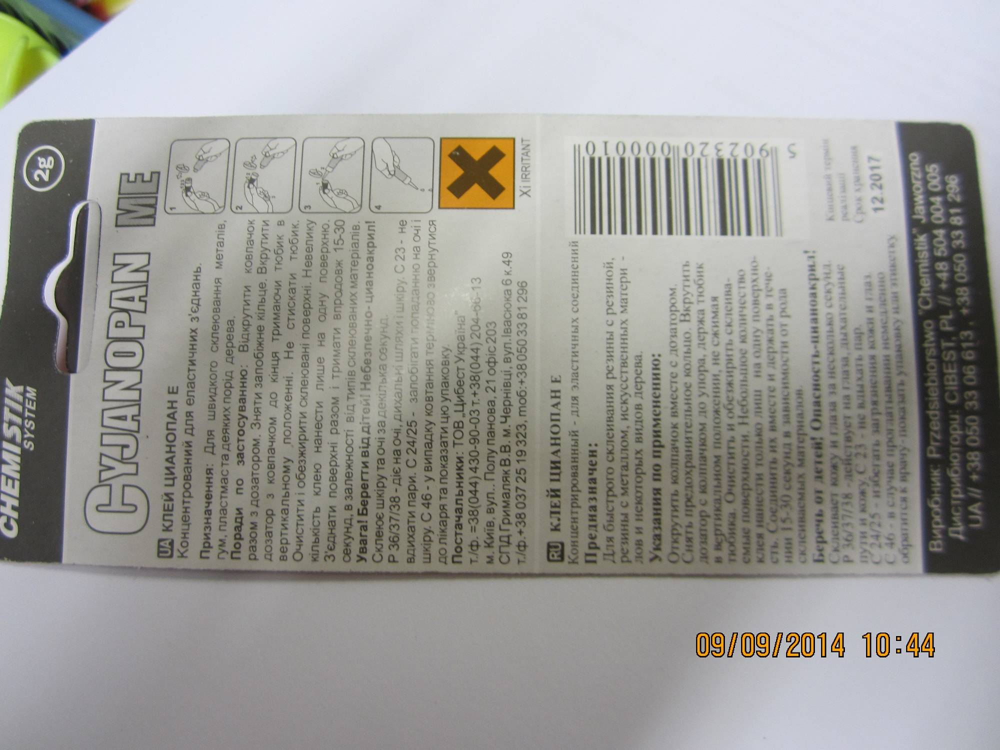 CHEMISTIK
SYSTEM
2g
CYJANOPAN ME
UA КЛЕЙ ЦИАНОПАН Е
Концентрований для еластичних з'єднань.
Призначення: Для швидкого склеювання металів,
гум, пластмас та деяких порід дерева.
Поради по застосуванню: Відкрутити ковпачок
разом з дозатором. Зняти запобіжне кільце. Вкрутити
дозатор з ковпачком до кінця тримаючи тюбик в
вертикальному положенні. Не стискати тюбик.
Очистити і обезжирити склеювані поверхні. Невелику
кількість клею нанести лише на одну поверхню.
З'єднати поверхні разом і тримати впродовж 15-30
секунд, в залежності від типів склеюваних матеріалів.
Увага! Берегти від дітей! Небезпечно-циноакрил!
Склеює шкіру та очі за декілька секунд.
Р 36/37/38 - діє на очі, дихальні шляхи і шкіру. С 23 - не
вдихати пари. С 24/25 - запобігати попаданню на очі і
шкіру. С 46 - у випадку ковтання терміново звернутися
до лікаря та показати цю упаковку.
Постачальники: ТОВ „Цибест Україна"
т./ф. =38(044) 430-90-03 т.+38(044) 204-66-13
м. Київ, вул.. Полупанова, 21 офіс 203
СПД Грималяк В.В. м.Чернівці, вул.Івасюка 6 к.49
т./ф.+38 037 25 19 323, моб:+38 050 33 81 296
1
2
3
4
Xi IRRITANT
RU КЛЕЙ ЦИАНОПАН Е
Концентрированный - для эластичных соединений
Предназначен:
Для быстрого склеивания резины с резиной,
резины с металлом, искусственных матери -
лов и некоторых видов дерева.
Указания по применению:
Открутить колпачок вместе с дозатором.
Снять предохранительное кольцо. Вкрутить
дозатор с колпачком до упора, держа тюбик
в вертикальном положении, не сжимая
тюбика. Очистить и обезжирить склеива-
емые поверхности. Небольшое количество
клея нанести только лиш на одну поверхно-
сть. Соединить их вместе и держать в тече-
нии 15-30 секунд в зависимости от рода
склеиваемых материалов.
Беречь от детей! Опасность-цианоакрил!
Склеивает кожу и глаза за несколько секунд.
Р 36/37/38 -действует на глаза, дыхательные
пути и кожу. С 23 - не вдыхать пар.
С 24/25 - избегать загрязнения кожи и глаз.
С 46 - в случае проглатывании немедленно
обратится к врачу-показать упаковку или этикетку
5 902320 000010
Кінцевий термін
реалізації
Срок хранения
12.2017
Виробник: Przedsiebiorstwo "Chemistik" Jaworzno
Дистрибютори: CIBEST, PL // +48 504 004 005
UA // +38 050 33 06 613 , +38 050 33 81 296
09/09/2014 10:44